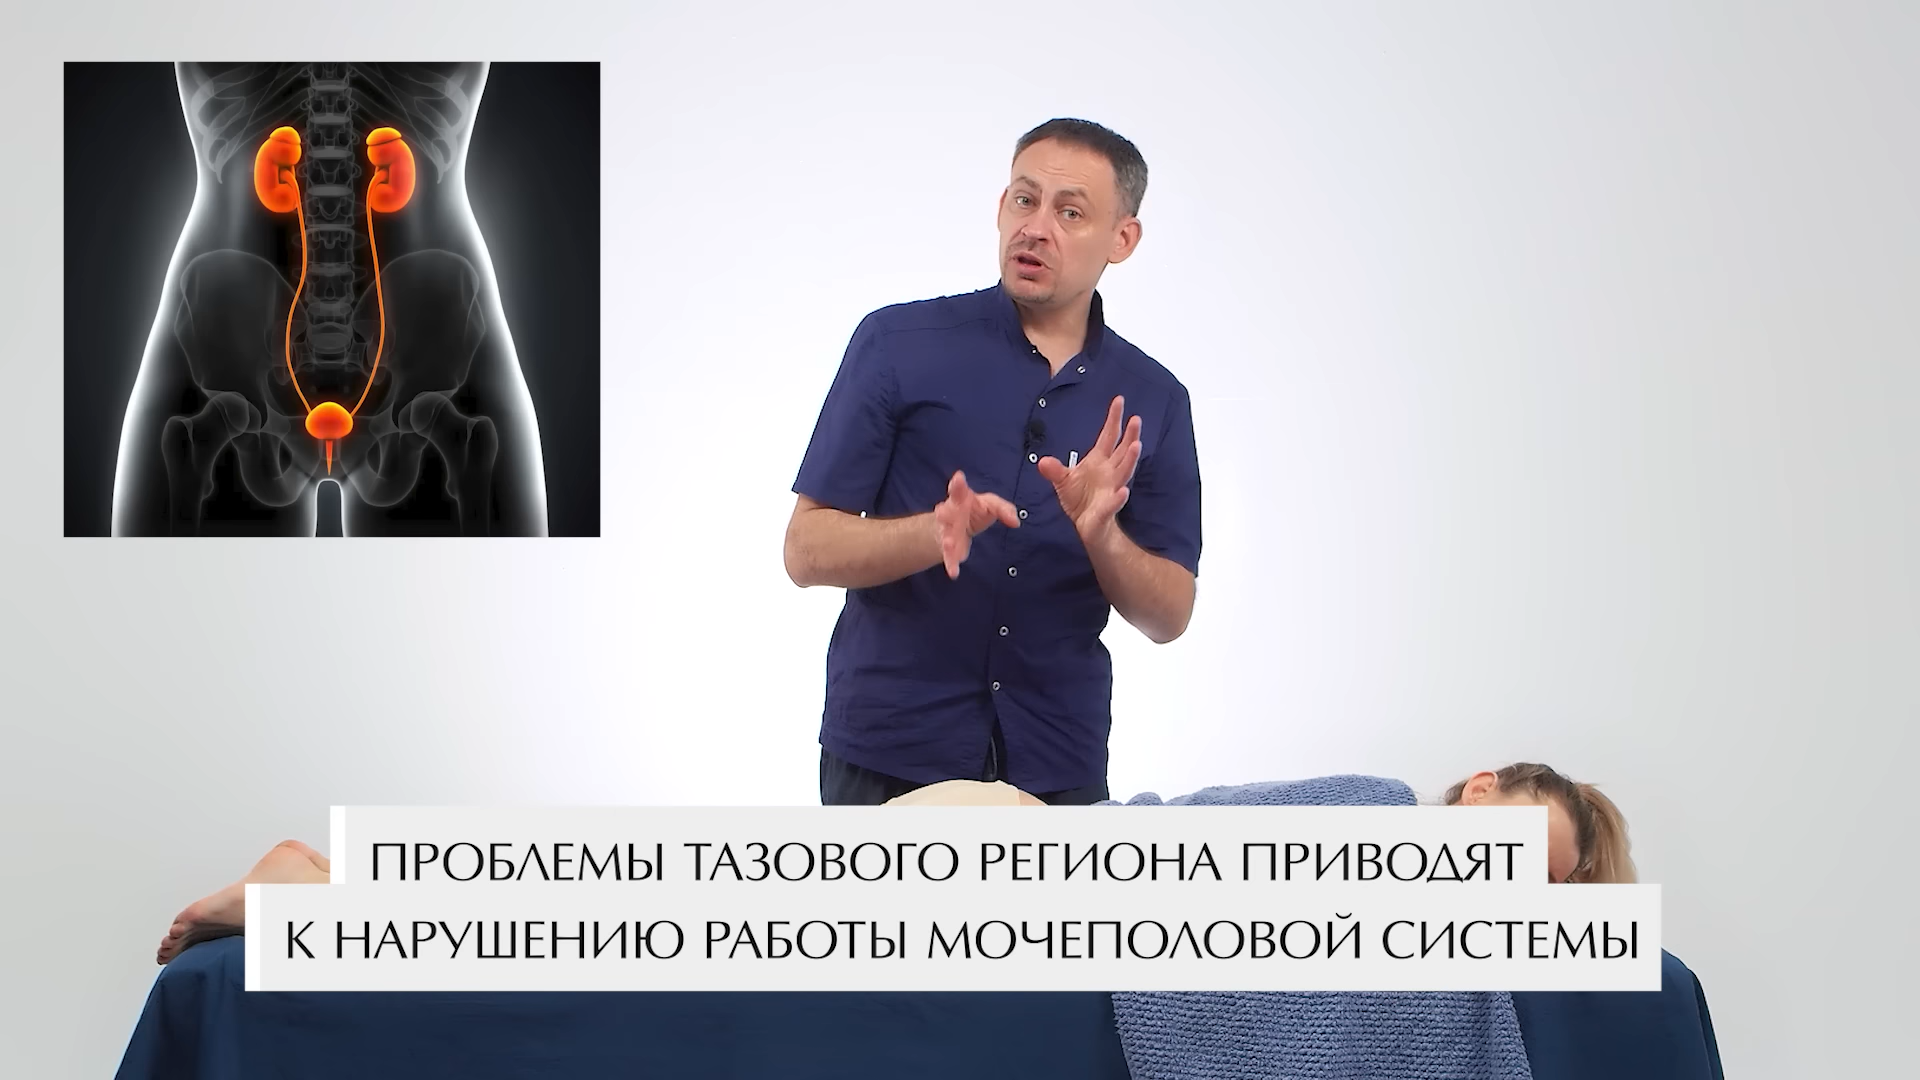 ПРОБЛЕМЫ ТАЗОВОГО РЕГИОНА ПРИВОДЯТ
К НАРУШЕНИЮ РАБОТЫ МОЧЕПОЛОВОЙ СИСТЕМЫ